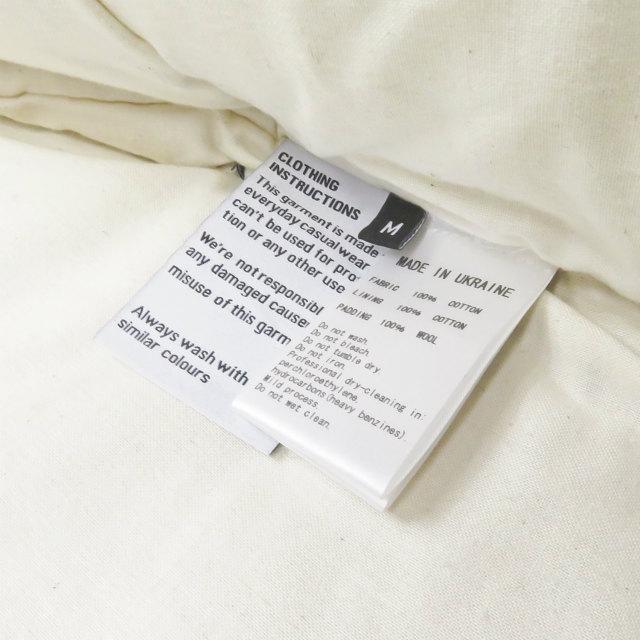 CLOTHING
INSTRUCTIONS
This garment is made
everyday casual wear
can't be used for
tion or any other use
We're not responsibl
any damaged cause
misuse of this garm
Always wash with
similar colours
M
MADE IN UKRAINE
FABRIC 100% COTTON
LINING 100% COTTON
PADDING 100% WOOL
Do not wash.
Do not bleach.
Do not tumble dry.
Do not iron.
Professional dry-cleaning in:
perchloroethylene,
hydrocarbons(heavy benzines).
Mild process.
Do not wet clean.